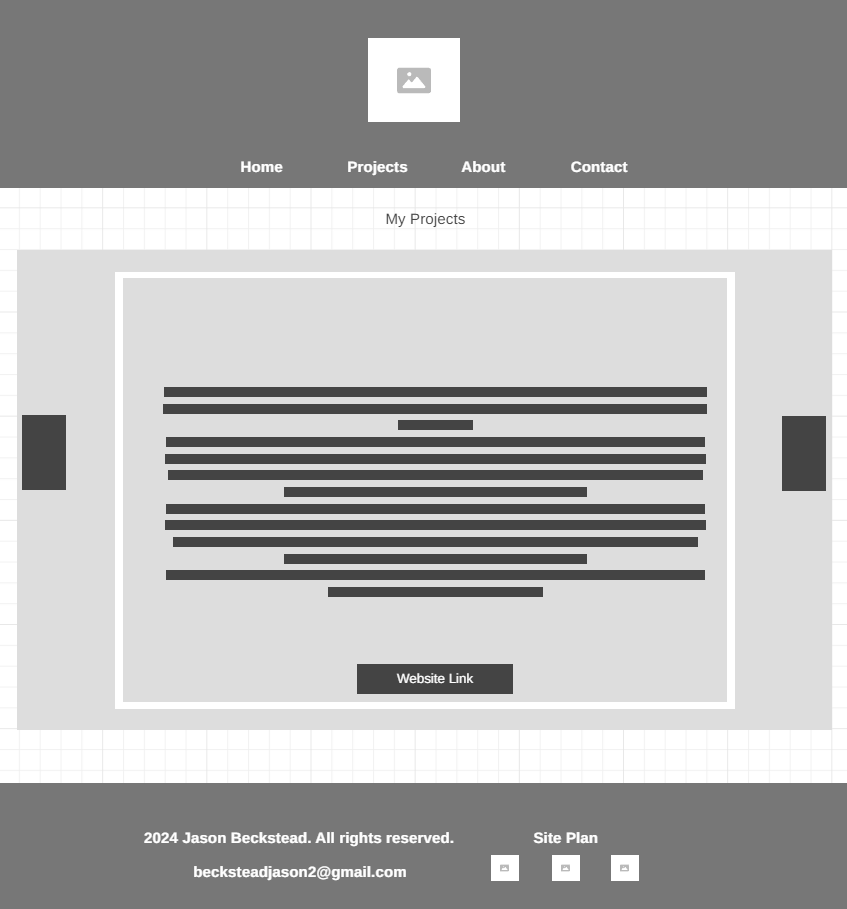 Home Projects About Contact
My Projects
Website Link
2024 Jason Beckstead. All rights reserved. Site Plan
becksteadjason2@gmail.com